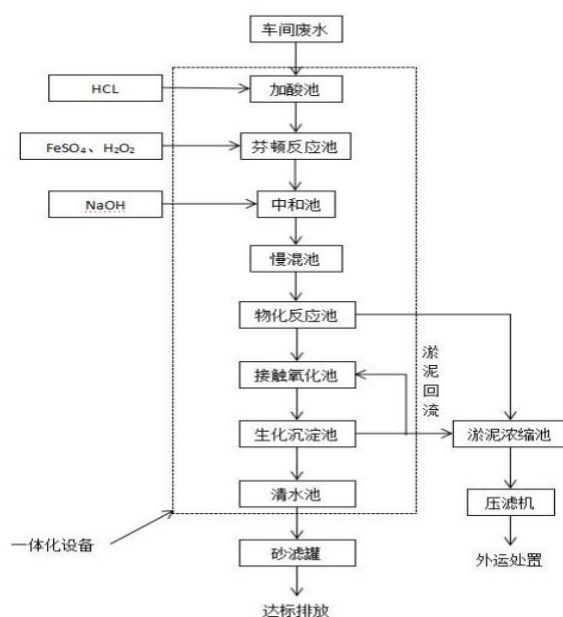 车间废水
HCL
加酸池
FeSO₄、H₂O₂
芬顿反应池
NaOH
中和池
慢混池
物化反应池
淤泥回流
接触氧化池
生化沉淀池
淤泥浓缩池
清水池
压滤机
一体化设备
砂滤罐
外运处置
达标排放